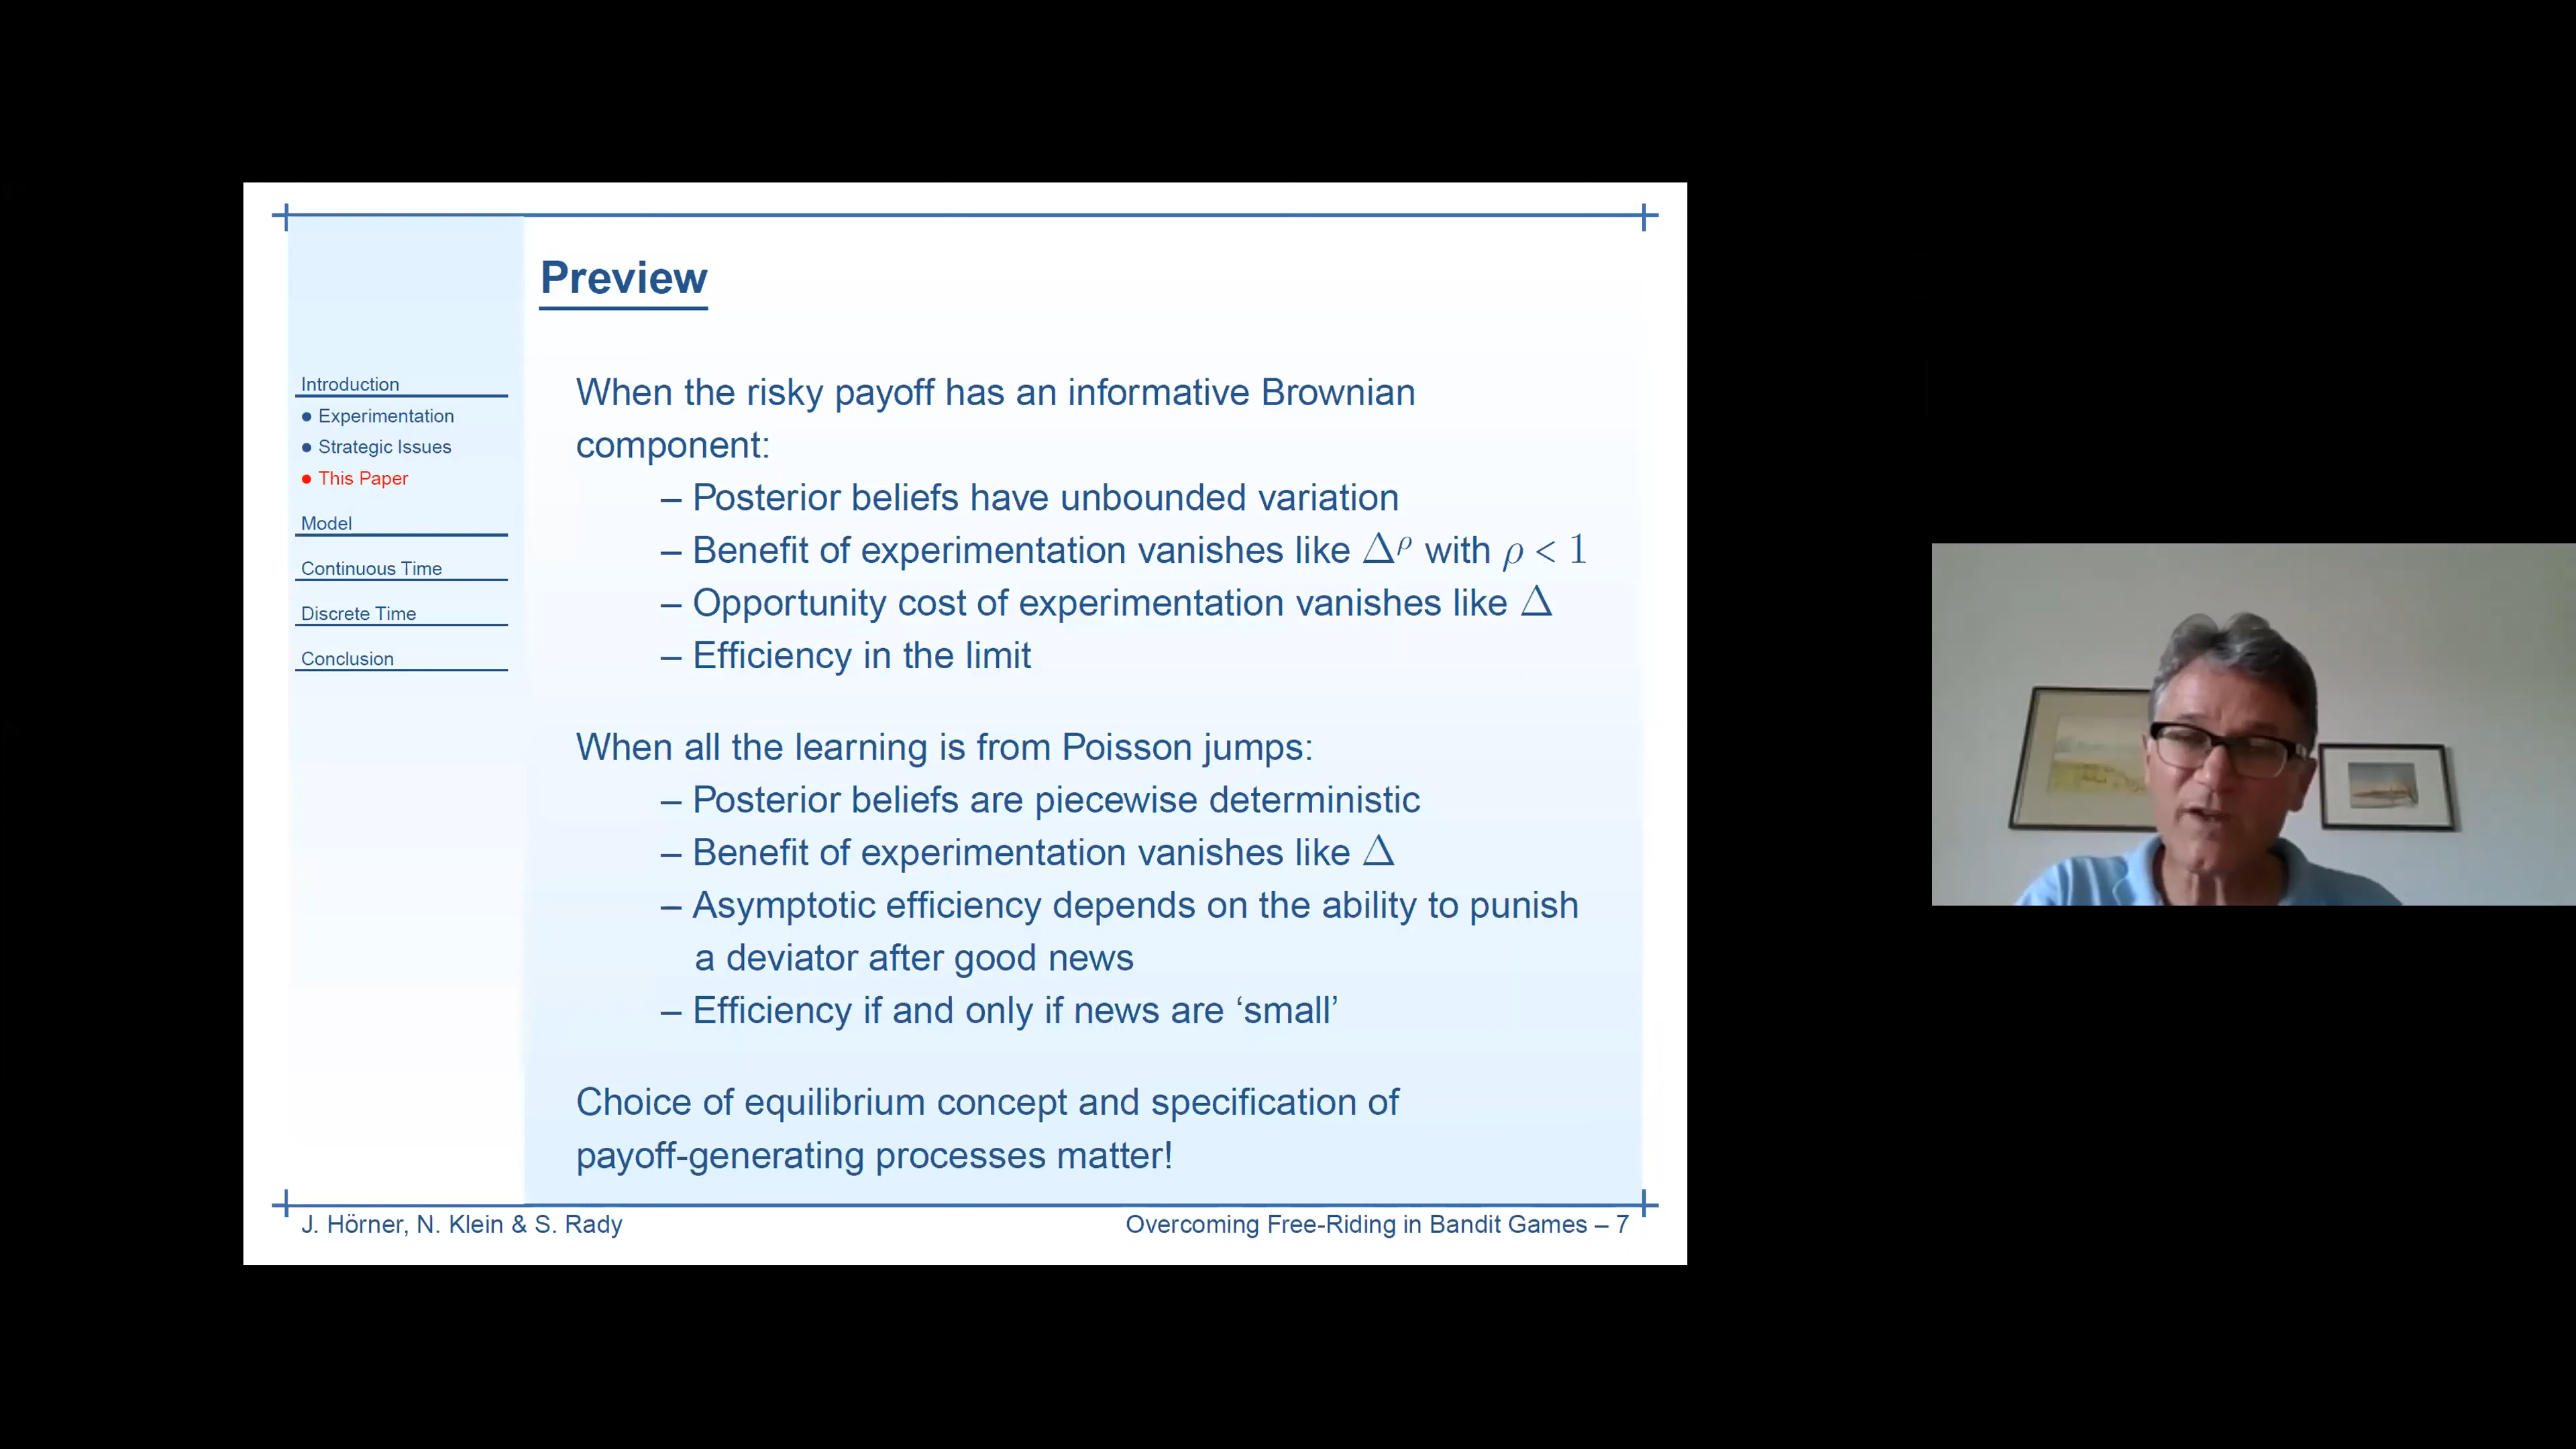 Preview
Introduction
● Experimentation
● Strategic Issues
● This Paper
Model
Continuous Time
Discrete Time
Conclusion
When the risky payoff has an informative Brownian
component:
– Posterior beliefs have unbounded variation
– Benefit of experimentation vanishes like Δ^ρ with ρ < 1
– Opportunity cost of experimentation vanishes like Δ
– Efficiency in the limit
When all the learning is from Poisson jumps:
– Posterior beliefs are piecewise deterministic
– Benefit of experimentation vanishes like Δ
– Asymptotic efficiency depends on the ability to punish
a deviator after good news
– Efficiency if and only if news are ‘small’
Choice of equilibrium concept and specification of
payoff-generating processes matter!
J. Hörner, N. Klein & S. Rady
Overcoming Free-Riding in Bandit Games – 7